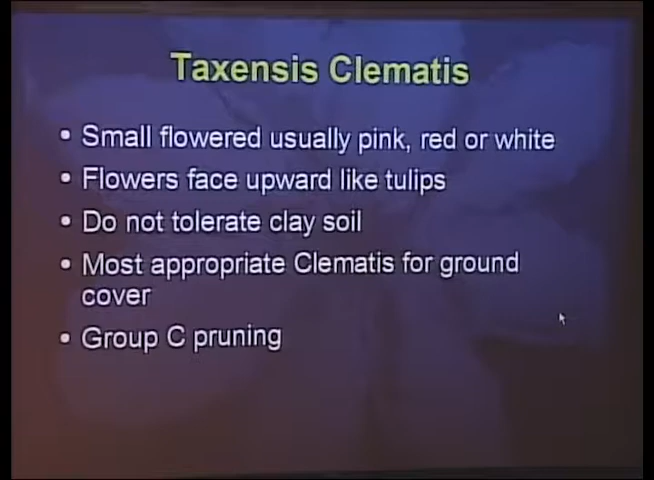 Taxensis Clematis
• Small flowered usually pink, red or white
• Flowers face upward like tulips
• Do not tolerate clay soil
• Most appropriate Clematis for ground
cover
• Group C pruning